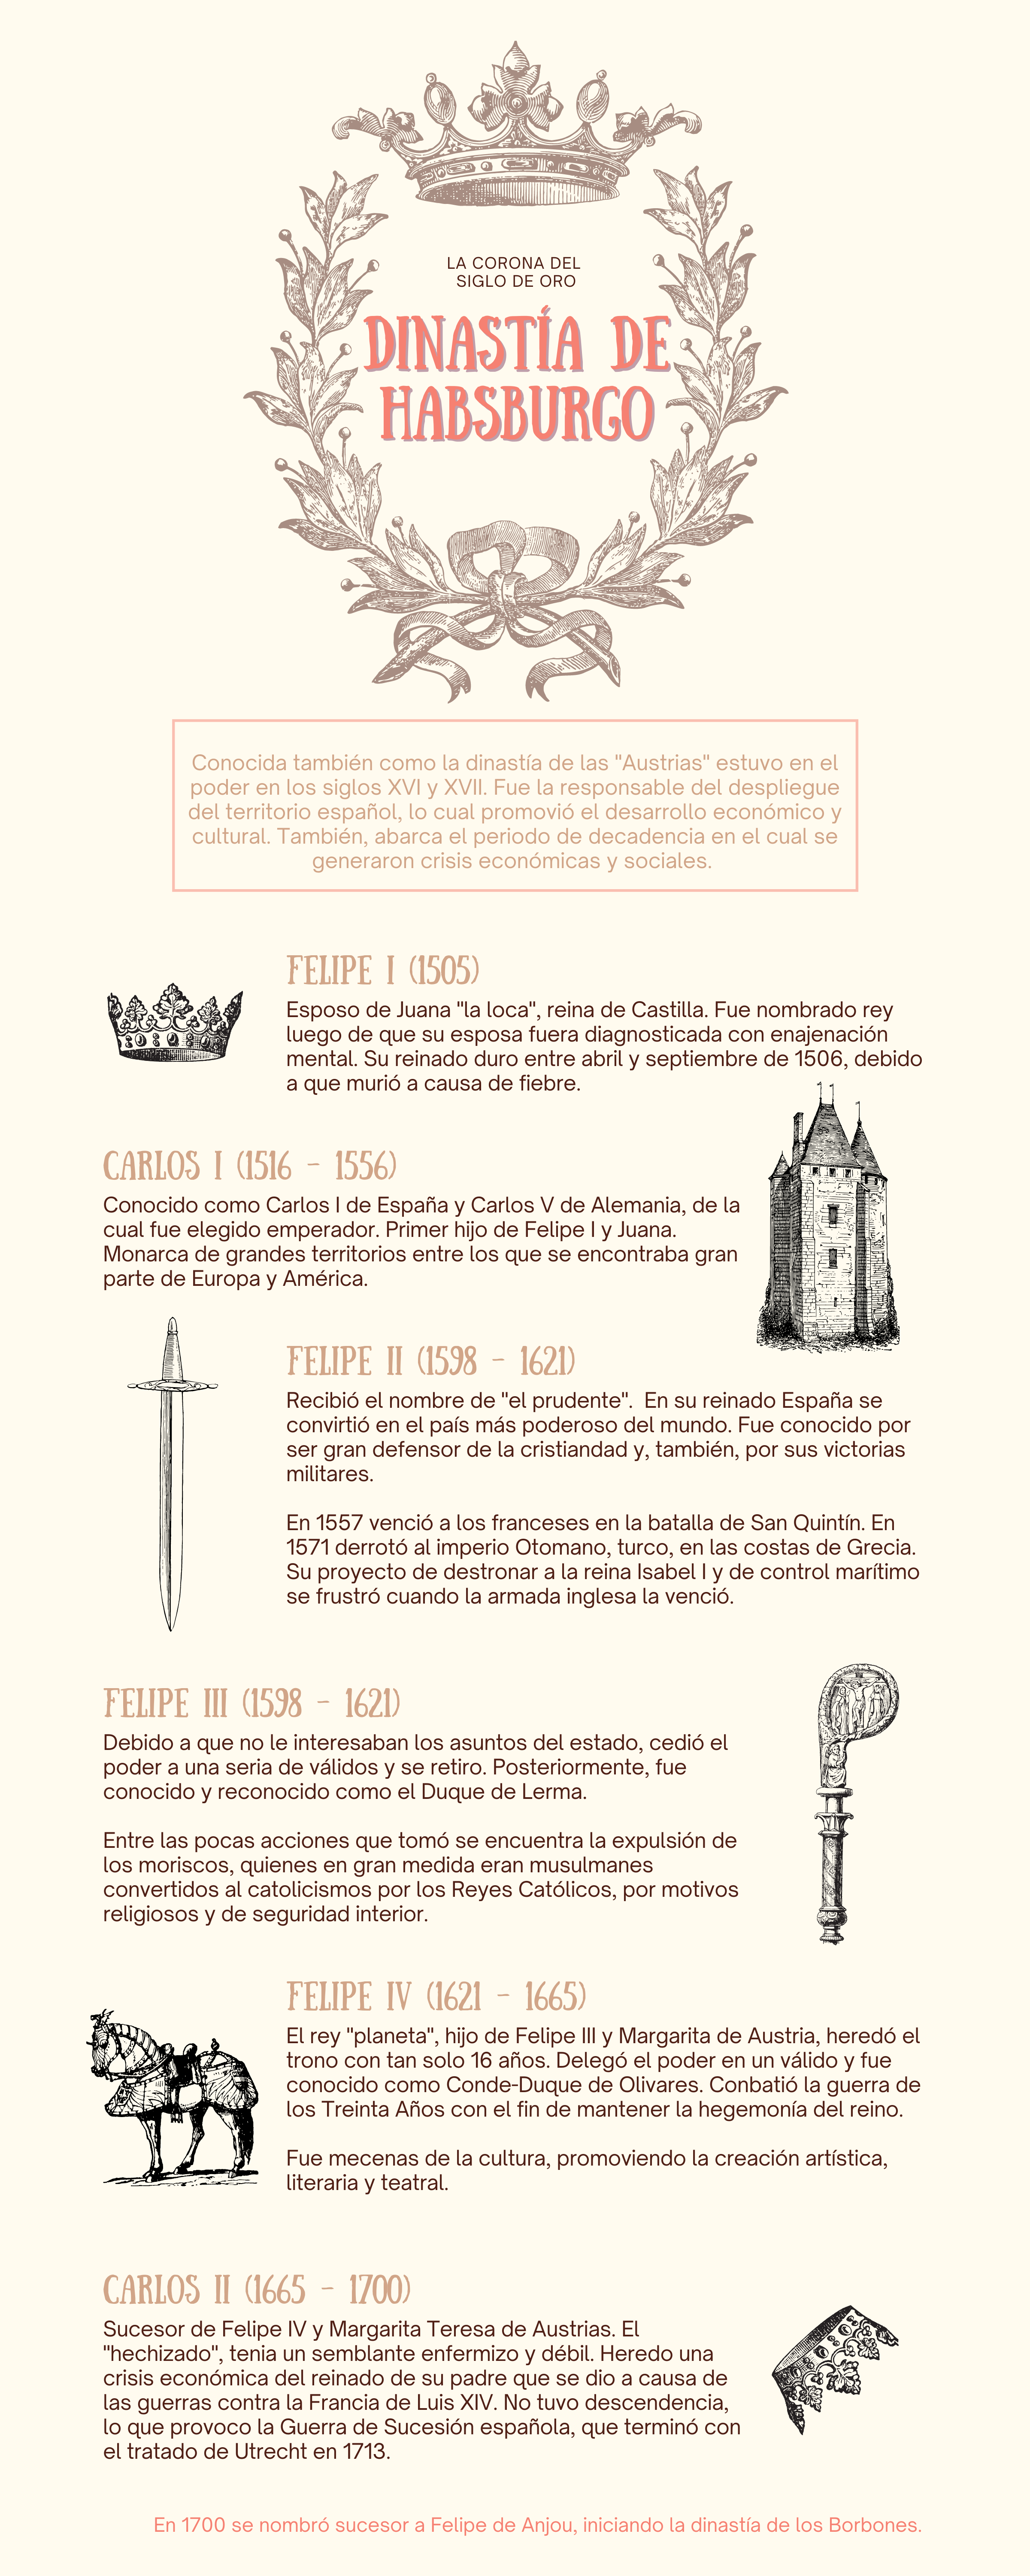 LA CORONA DEL
SIGLO DE ORO
DINASTÍA DE
HABSBURGO
Conocida también como la dinastía de las "Austrias" estuvo en el
poder en los siglos XVI y XVII. Fue la responsable del despliegue
del territorio español, lo cual promovió el desarrollo económico y
cultural. También, abarca el periodo de decadencia en el cual se
generaron crisis económicas y sociales.
FELIPE I (1505)
Esposo de Juana "la loca", reina de Castilla. Fue nombrado rey
luego de que su esposa fuera diagnosticada con enajenación
mental. Su reinado duro entre abril y septiembre de 1506, debido
a que murió a causa de fiebre.
CARLOS I (1516 - 1556)
Conocido como Carlos I de España y Carlos V de Alemania, de la
cual fue elegido emperador. Primer hijo de Felipe I y Juana.
Monarca de grandes territorios entre los que se encontraba gran
parte de Europa y América.
FELIPE II (1598 - 1621)
Recibió el nombre de "el prudente".  En su reinado España se
convirtió en el país más poderoso del mundo. Fue conocido por
ser gran defensor de la cristiandad y, también, por sus victorias
militares.
En 1557 venció a los franceses en la batalla de San Quintín. En
1571 derrotó al imperio Otomano, turco, en las costas de Grecia.
Su proyecto de destronar a la reina Isabel I y de control marítimo
se frustró cuando la armada inglesa la venció.
FELIPE III (1598 - 1621)
Debido a que no le interesaban los asuntos del estado, cedió el
poder a una seria de válidos y se retiro. Posteriormente, fue
conocido y reconocido como el Duque de Lerma.
Entre las pocas acciones que tomó se encuentra la expulsión de
los moriscos, quienes en gran medida eran musulmanes
convertidos al catolicismos por los Reyes Católicos, por motivos
religiosos y de seguridad interior.
FELIPE IV (1621 - 1665)
El rey "planeta", hijo de Felipe III y Margarita de Austria, heredó el
trono con tan solo 16 años. Delegó el poder en un válido y fue
conocido como Conde-Duque de Olivares. Conbatió la guerra de
los Treinta Años con el fin de mantener la hegemonía del reino.
Fue mecenas de la cultura, promoviendo la creación artística,
literaria y teatral.
CARLOS II (1665 - 1700)
Sucesor de Felipe IV y Margarita Teresa de Austrias. El
"hechizado", tenia un semblante enfermizo y débil. Heredo una
crisis económica del reinado de su padre que se dio a causa de
las guerras contra la Francia de Luis XIV. No tuvo descendencia,
lo que provoco la Guerra de Sucesión española, que terminó con
el tratado de Utrecht en 1713.
En 1700 se nombró sucesor a Felipe de Anjou, iniciando la dinastía de los Borbones.